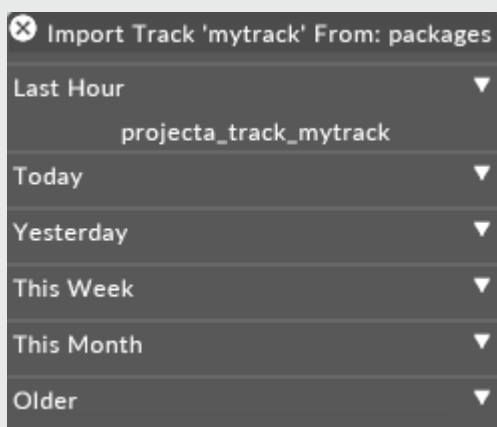 Import Track 'mytrack' From: packages
Last Hour
projecta_track_mytrack
Today
Yesterday
This Week
This Month
Older